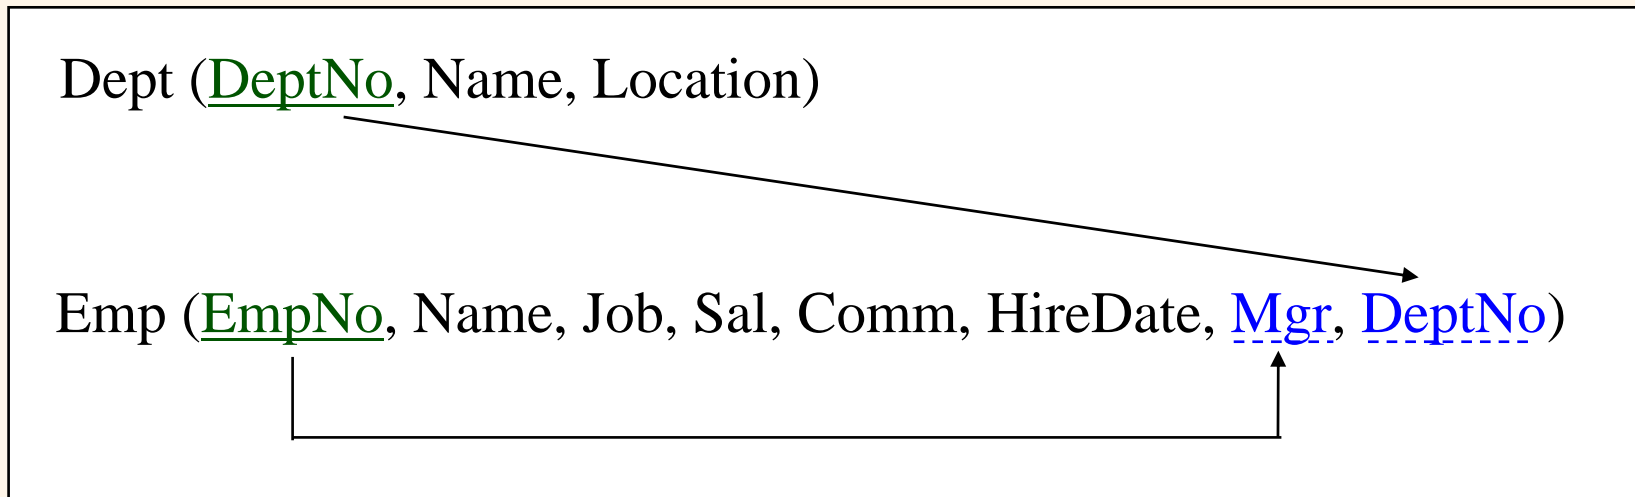 Dept (DeptNo, Name, Location)
Emp (EmpNo, Name, Job, Sal, Comm, HireDate, Mgr, DeptNo)